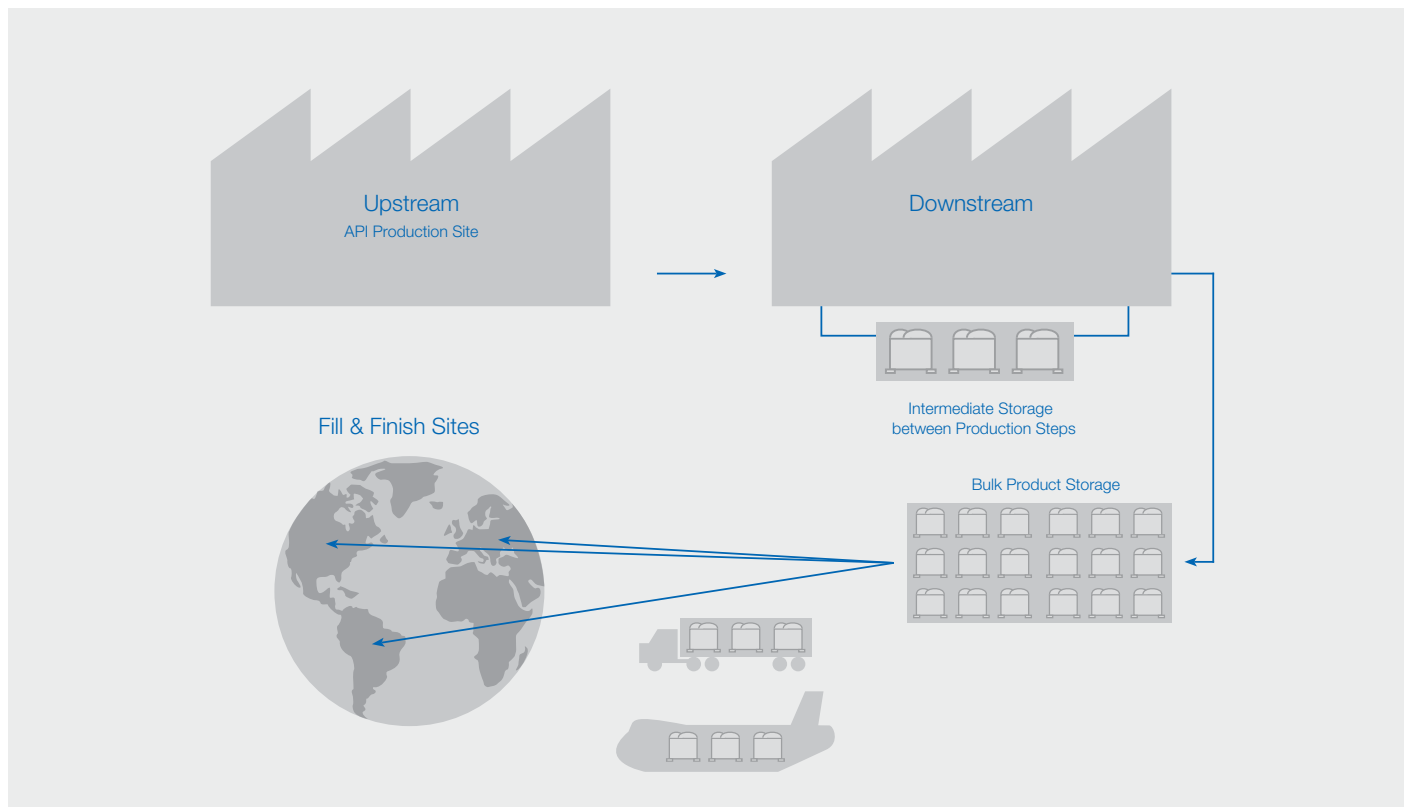 Upstream
API Production Site
Downstream
Intermediate Storage
between Production Steps
Fill & Finish Sites
Bulk Product Storage